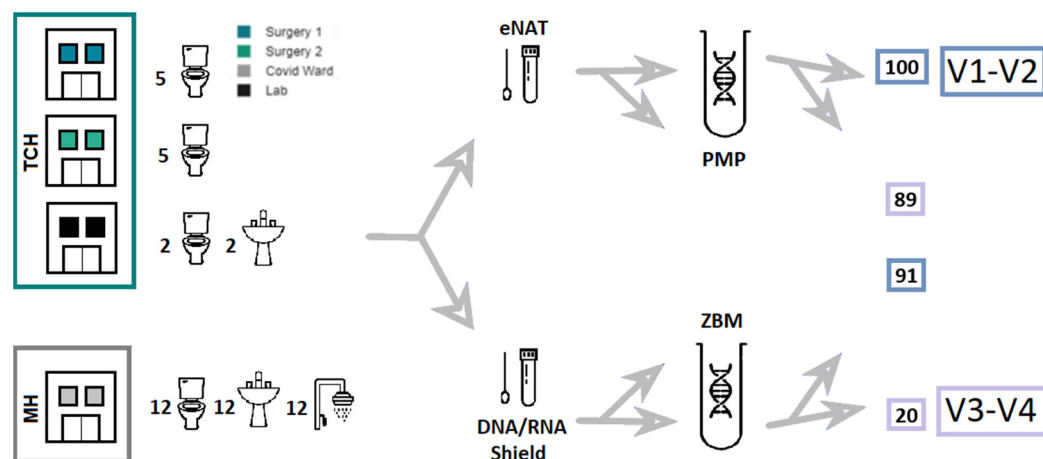 TCH
5
Surgery 1
Surgery 2
Covid Ward
Lab
5
2
2
eNAT
PMP
100
V1-V2
89
91
MH
12
12
12
DNA/RNA
Shield
ZBM
20
V3-V4